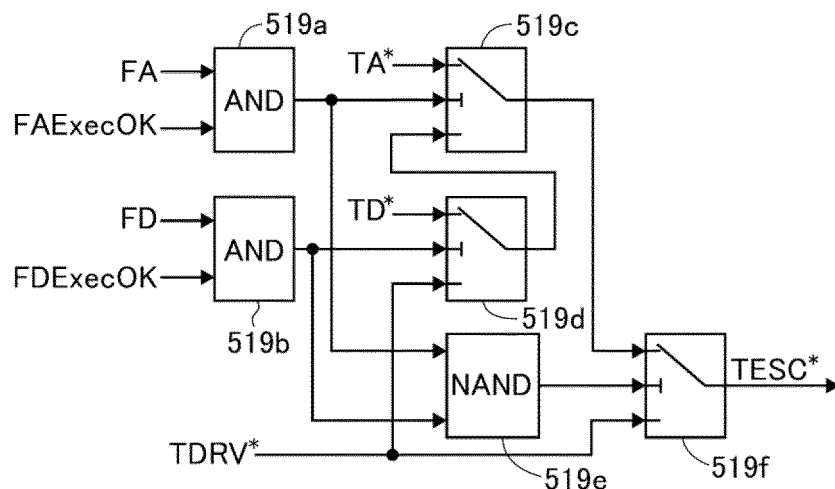 519a
519c
FA
TA*
AND
FAExecOK
FD
TD*
AND
FDExecOK
519d
519b
NAND
TESC*
TDRV*
519e
519f